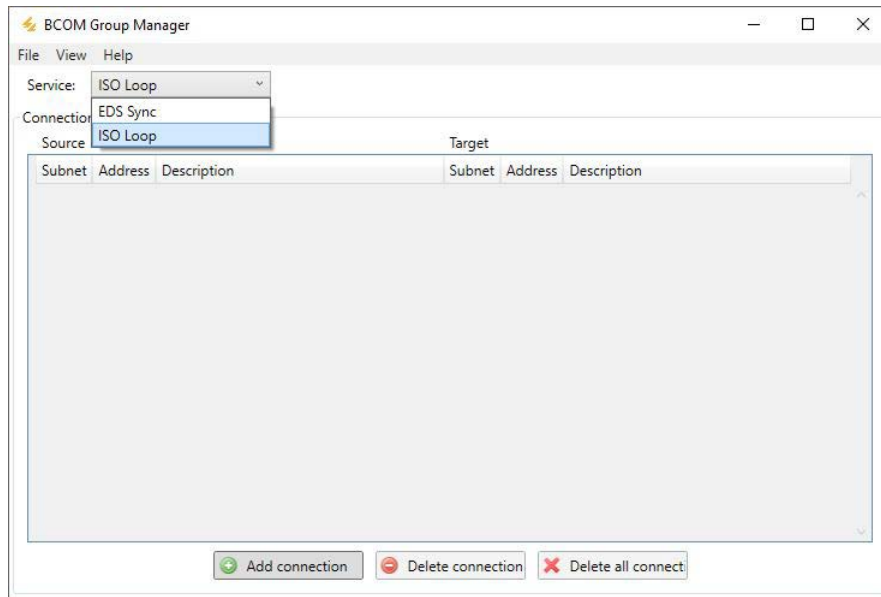 BCOM Group Manager
File View Help
Service: ISO Loop
EDS Sync
Connection
ISO Loop
Source Target
Subnet Address Description Subnet Address Description
Add connection Delete connection Delete all connect